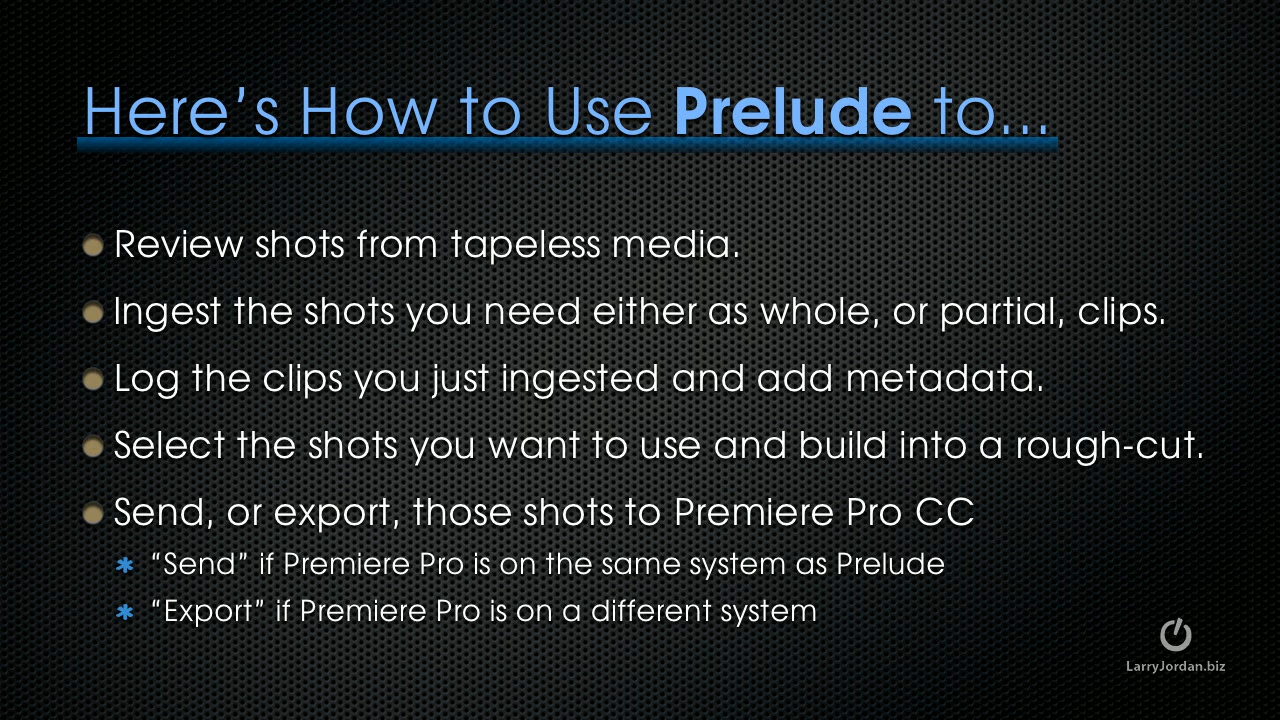 Here’s How to Use Prelude to...
Review shots from tapeless media.
Ingest the shots you need either as whole, or partial, clips.
Log the clips you just ingested and add metadata.
Select the shots you want to use and build into a rough-cut.
Send, or export, those shots to Premiere Pro CC
“Send” if Premiere Pro is on the same system as Prelude
“Export” if Premiere Pro is on a different system
LarryJordan.biz